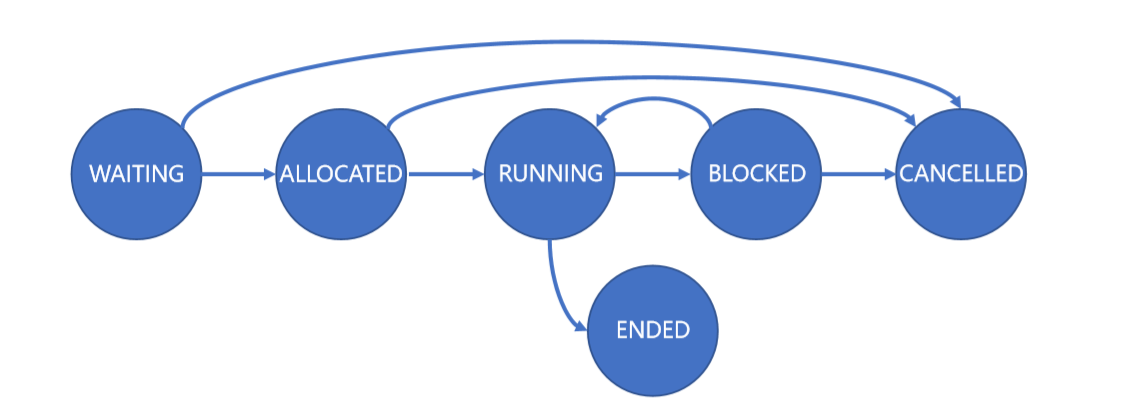 WAITING
ALLOCATED
RUNNING
BLOCKED
CANCELLED
ENDED